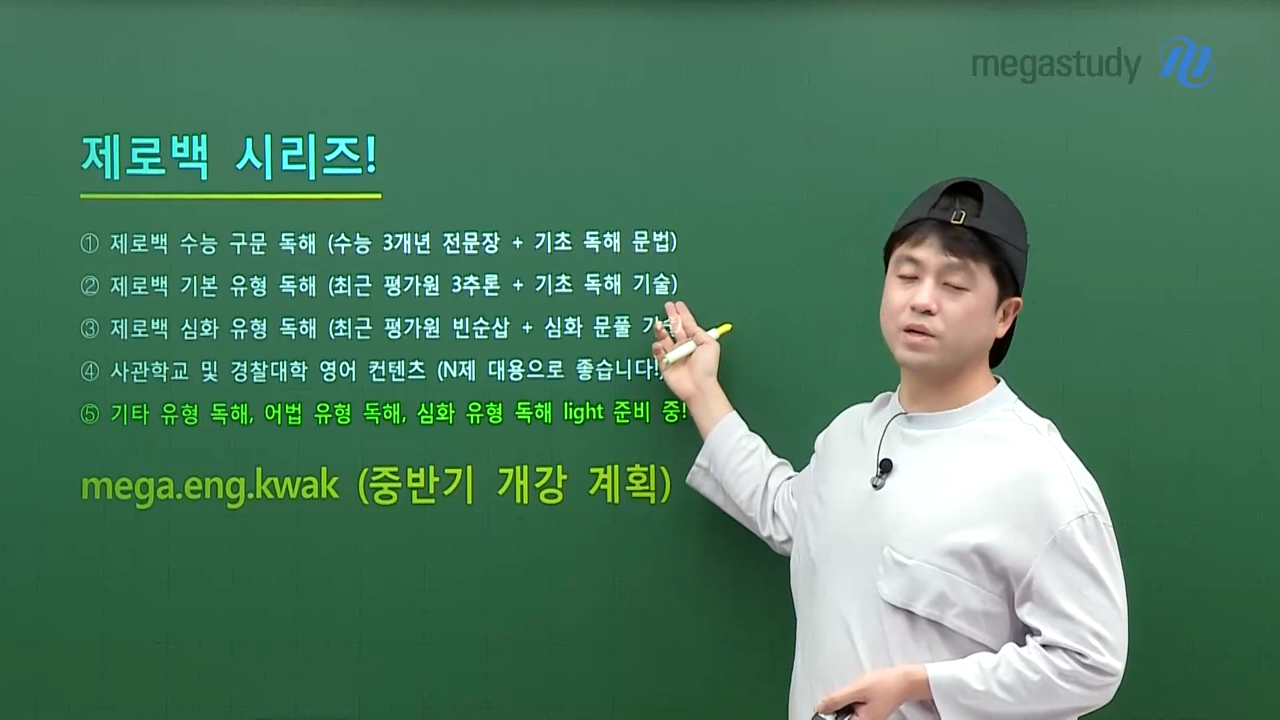 megastudy
제로백 시리즈!
① 제로백 수능 구문 독해 (수능 3개년 전문장 + 기초 독해 문법)
② 제로백 기본 유형 독해 (최근 평가원 3추론 + 기초 독해 기술)
③ 제로백 심화 유형 독해 (최근 평가원 빈순삽 + 심화 문풀
④ 사관학교 및 경찰대학 영어 컨텐츠 (N제 대용으로 좋습니다!)
⑤ 기타 유형 독해, 어법 유형 독해, 심화 유형 독해 light 준비 중!
mega.eng.kwak (중반기 개강 계획)